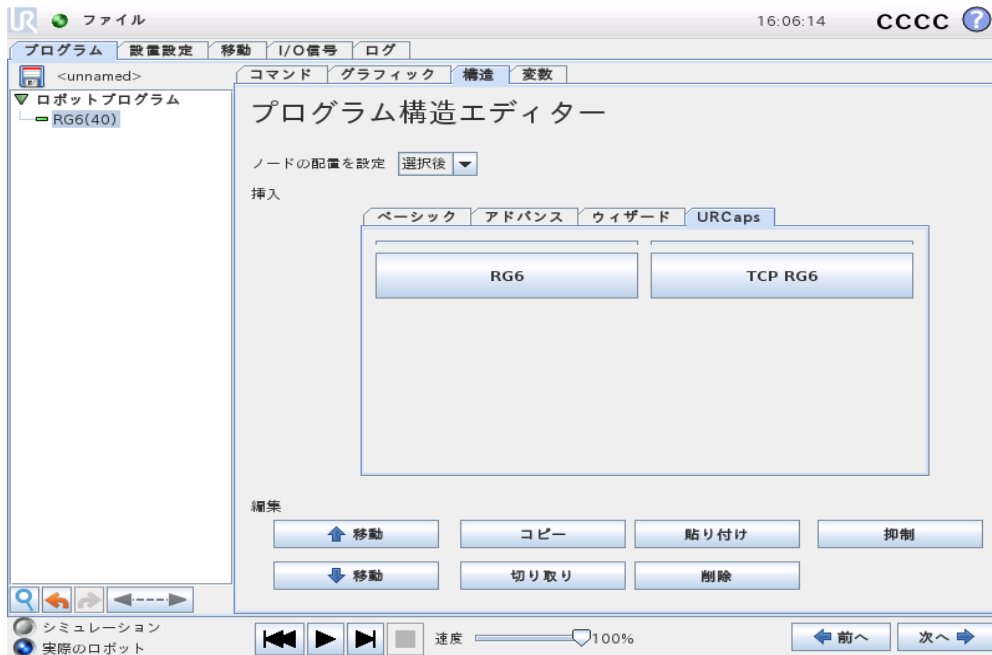 UR ファイル 16:06:14 CCCC ?
プログラム 設置設定 移動 I/O信号 ログ
<unnamed>
コマンド グラフィック 構造 変数
ロボットプログラム
RG6(40)
プログラム構造エディター
ノードの配置を設定 選択後
挿入
ベーシック アドバンス ウィザード URCaps
RG6 TCP RG6
編集
移動 コピー 貼り付け 抑制
移動 切り取り 削除
シミュレーション
実際のロボット
速度 100%
前へ 次へ